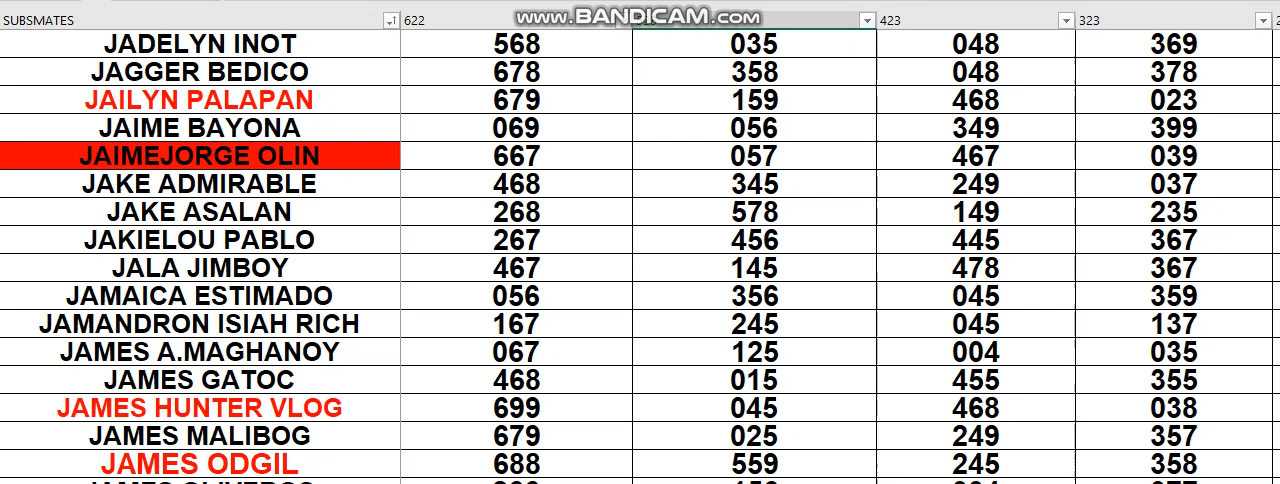 www.BANDICAM.com
SUBSMATES 622 423 323
JADELYN INOT 568 035 048 369
JAGGER BEDICO 678 358 048 378
JAILYN PALAPAN 679 159 468 023
JAIME BAYONA 069 056 349 399
JAIMEJORGE OLIN 667 057 467 039
JAKE ADMIRABLE 468 345 249 037
JAKE ASALAN 268 578 149 235
JAKIELOU PABLO 267 456 445 367
JALA JIMBOY 467 145 478 367
JAMAICA ESTIMADO 056 356 045 359
JAMANDRON ISIAH RICH 167 245 045 137
JAMES A.MAGHANOY 067 125 004 035
JAMES GATOC 468 015 455 355
JAMES HUNTER VLOG 699 045 468 038
JAMES MALIBOG 679 025 249 357
JAMES ODGIL 688 559 245 358